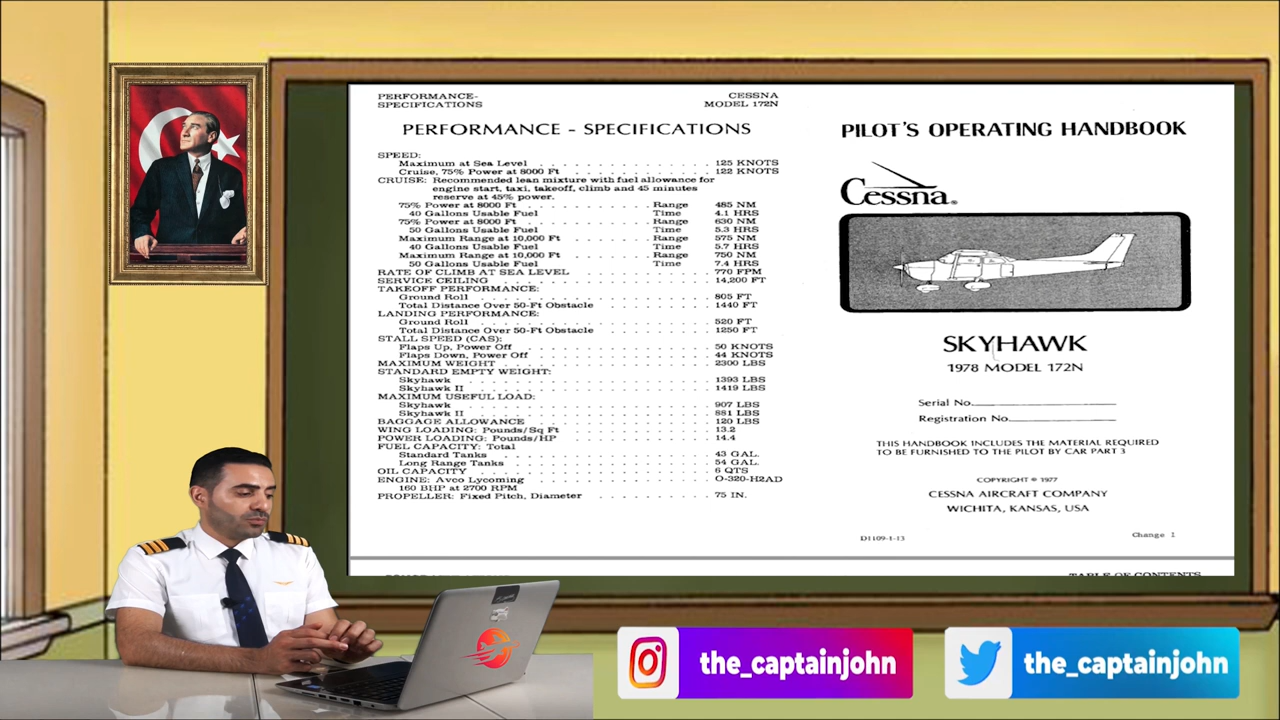 PERFORMANCE-
SPECIFICATIONS
CESSNA
MODEL 172N
PERFORMANCE - SPECIFICATIONS
SPEED:
Maximum at Sea Level . . . . . . . . . . . 125 KNOTS
Cruise, 75% Power at 8000 Ft . . . . . . . . . . . 122 KNOTS
CRUISE: Recommended lean mixture with fuel allowance for
engine start, taxi, takeoff, climb and 45 minutes
reserve at 45% power.
75% Power at 8000 Ft . . . . . . . . . Range 485 NM
40 Gallons Usable Fuel Time 4.1 HRS
75% Power at 8000 Ft . . . . . . . . . Range 630 NM
50 Gallons Usable Fuel Time 5.3 HRS
Maximum Range at 10,000 Ft . . . . . . . Range 575 NM
40 Gallons Usable Fuel Time 5.7 HRS
Maximum Range at 10,000 Ft . . . . . . . Range 750 NM
50 Gallons Usable Fuel Time 7.4 HRS
RATE OF CLIMB AT SEA LEVEL . . . . . . . . 770 FPM
SERVICE CEILING . . . . . . . . . . . 14,200 FT
TAKEOFF PERFORMANCE:
Ground Roll . . . . . . . . . . . 805 FT
Total Distance Over 50-Ft Obstacle . . . . . . . 1440 FT
LANDING PERFORMANCE:
Ground Roll . . . . . . . . . . . 520 FT
Total Distance Over 50-Ft Obstacle . . . . . . . 1250 FT
STALL SPEED (CAS):
Flaps Up, Power Off . . . . . . . . . . . 50 KNOTS
Flaps Down, Power Off . . . . . . . . . . . 44 KNOTS
MAXIMUM WEIGHT . . . . . . . . . . . 2300 LBS
STANDARD EMPTY WEIGHT:
Skyhawk . . . . . . . . . . . 1393 LBS
Skyhawk II . . . . . . . . . . . 1419 LBS
MAXIMUM USEFUL LOAD:
Skyhawk . . . . . . . . . . . 907 LBS
Skyhawk II . . . . . . . . . . . 881 LBS
BAGGAGE ALLOWANCE . . . . . . . . . . . 120 LBS
WING LOADING: Pounds/Sq Ft . . . . . . . . . 13.2
POWER LOADING: Pounds/HP . . . . . . . . . 14.4
FUEL CAPACITY: Total
Standard Tanks . . . . . . . . . . . 43 GAL.
Long Range Tanks . . . . . . . . . . . 54 GAL.
OIL CAPACITY . . . . . . . . . . . 6 QTS
ENGINE: Avco Lycoming . . . . . . . . . . . O-320-H2AD
160 BHP at 2700 RPM
PROPELLER: Fixed Pitch, Diameter . . . . . . . 75 IN.
PILOT'S OPERATING HANDBOOK
Cessna®
SKYHAWK
1978 MODEL 172N
Serial No.
Registration No.
THIS HANDBOOK INCLUDES THE MATERIAL REQUIRED
TO BE FURNISHED TO THE PILOT BY CAR PART 3
COPYRIGHT © 1977
CESSNA AIRCRAFT COMPANY
WICHITA, KANSAS, USA
D1109-1-13
Change 1
TABLE OF CONTENTS
the_captainjohn
the_captainjohn